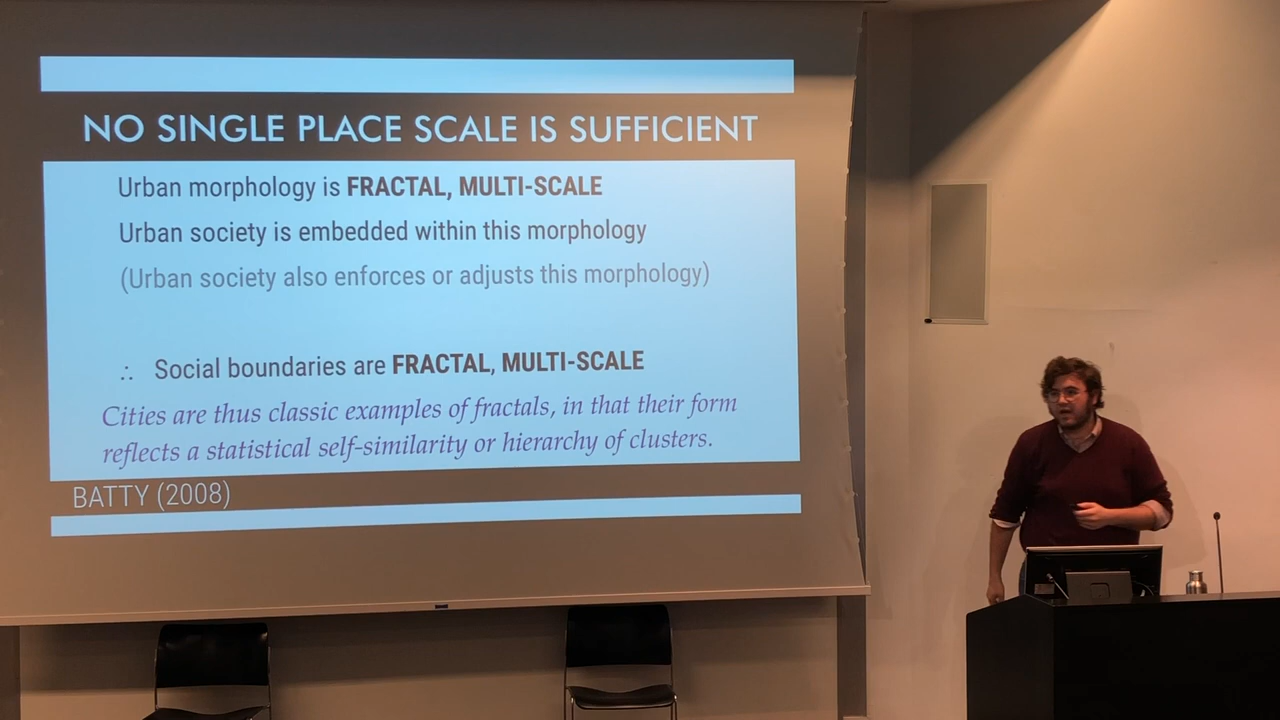 NO SINGLE PLACE SCALE IS SUFFICIENT
Urban morphology is FRACTAL, MULTI-SCALE
Urban society is embedded within this morphology
(Urban society also enforces or adjusts this morphology)
∴ Social boundaries are FRACTAL, MULTI-SCALE
Cities are thus classic examples of fractals, in that their form
reflects a statistical self-similarity or hierarchy of clusters.
BATTY (2008)